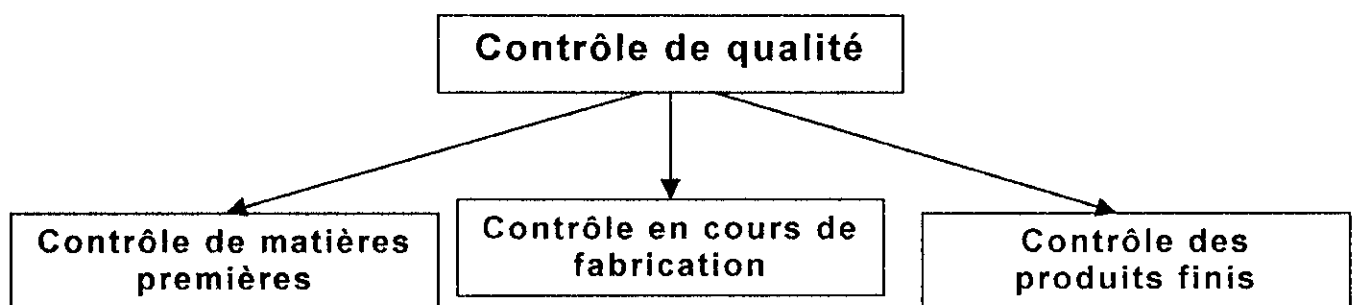 Contrôle de qualité
Contrôle de matières
premières
Contrôle en cours de
fabrication
Contrôle des
produits finis